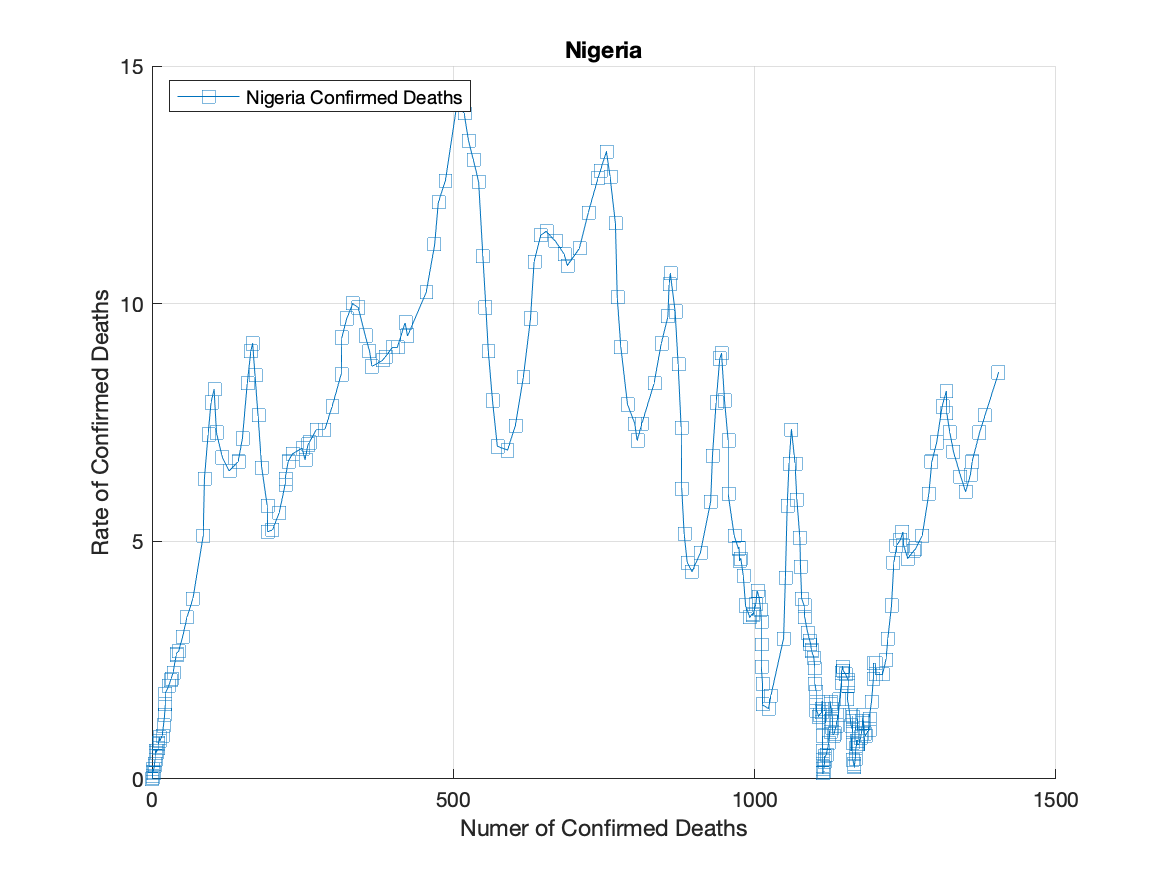 Nigeria
15
Nigeria Confirmed Deaths
10
5
0
Rate of Confirmed Deaths
0
500
1000
1500
Numer of Confirmed Deaths